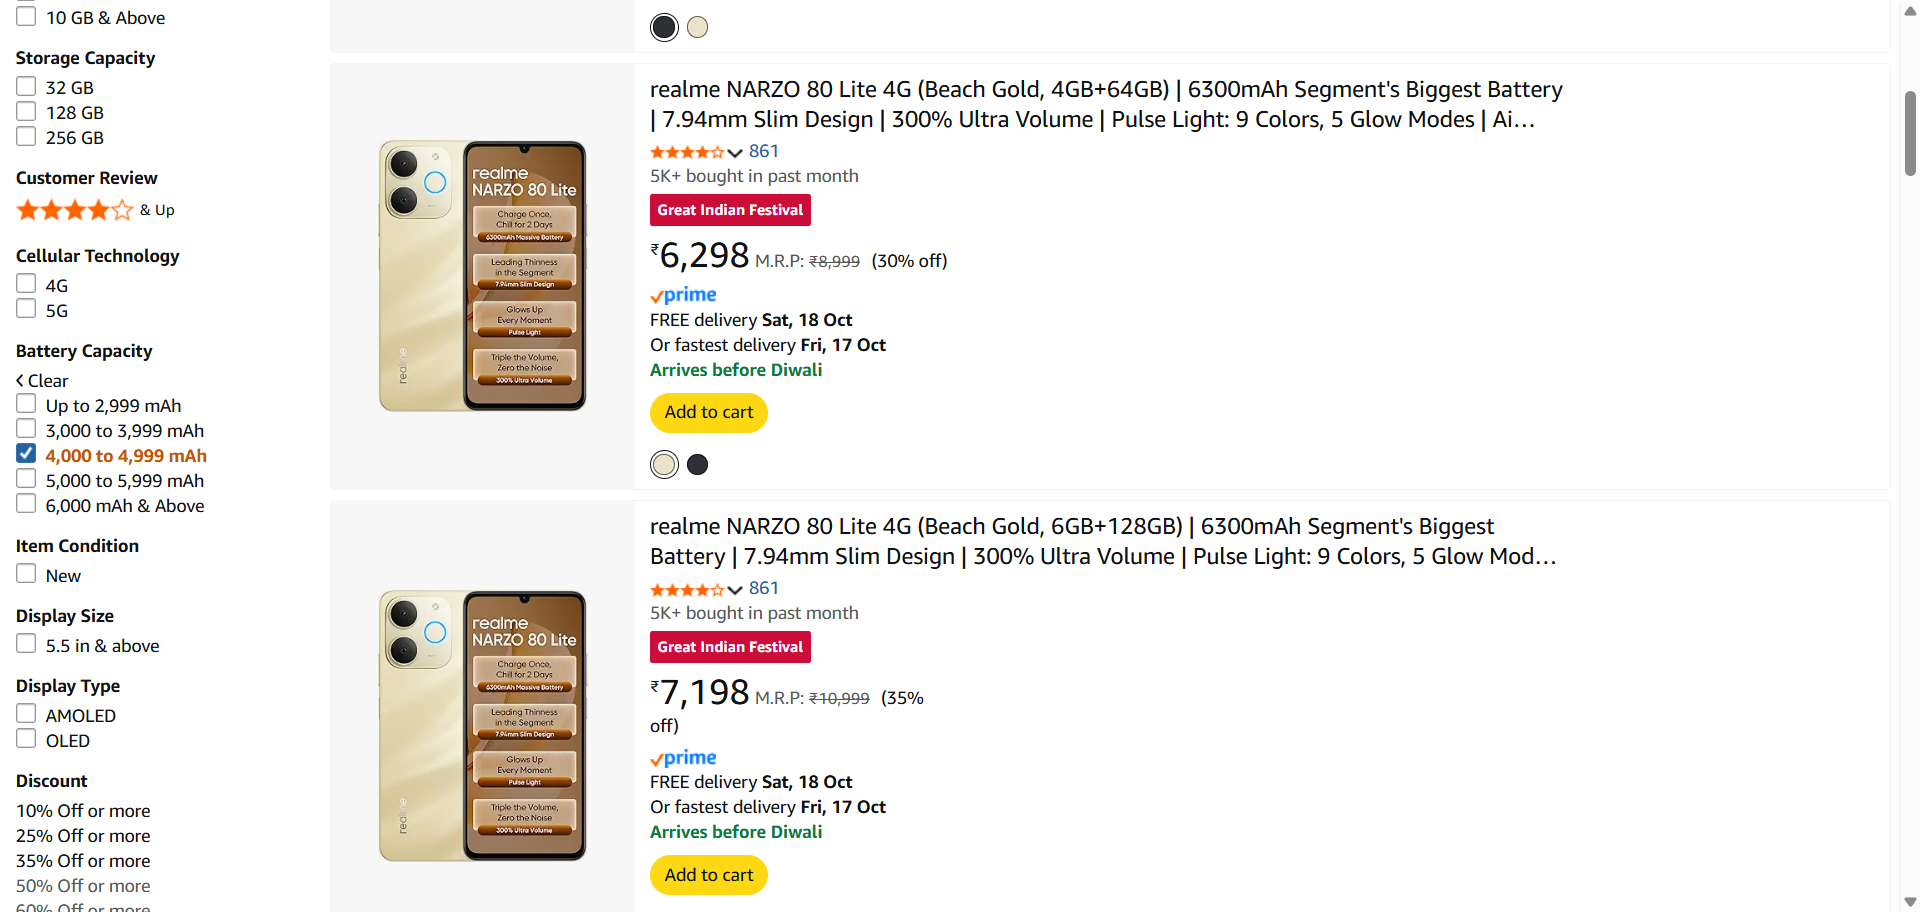 10 GB & Above
Storage Capacity
32 GB
128 GB
256 GB
Customer Review
& Up
Cellular Technology
4G
5G
Battery Capacity
Clear
Up to 2,999 mAh
3,000 to 3,999 mAh
4,000 to 4,999 mAh
5,000 to 5,999 mAh
6,000 mAh & Above
Item Condition
New
Display Size
5.5 in & above
Display Type
AMOLED
OLED
Discount
10% Off or more
25% Off or more
35% Off or more
50% Off or more
60% Off or more
realme
NARZO 80 Lite
Charge Once,
Chill for 2 Days
6300mAh Massive Battery
Leading Thinness
in the Segment
7.94mm Slim Design
Glows Up
Every Moment
Pulse Light
Triple the Volume,
Zero the Noise
300% Ultra Volume
realme
realme NARZO 80 Lite 4G (Beach Gold, 4GB+64GB) | 6300mAh Segment's Biggest Battery
| 7.94mm Slim Design | 300% Ultra Volume | Pulse Light: 9 Colors, 5 Glow Modes | Ai…
861
5K+ bought in past month
Great Indian Festival
₹6,298 M.R.P: ₹8,999 (30% off)
prime
FREE delivery Sat, 18 Oct
Or fastest delivery Fri, 17 Oct
Arrives before Diwali
Add to cart
realme
NARZO 80 Lite
Charge Once,
Chill for 2 Days
6300mAh Massive Battery
Leading Thinness
in the Segment
7.94mm Slim Design
Glows Up
Every Moment
Pulse Light
Triple the Volume,
Zero the Noise
300% Ultra Volume
realme
realme NARZO 80 Lite 4G (Beach Gold, 6GB+128GB) | 6300mAh Segment's Biggest
Battery | 7.94mm Slim Design | 300% Ultra Volume | Pulse Light: 9 Colors, 5 Glow Mod…
861
5K+ bought in past month
Great Indian Festival
₹7,198 M.R.P: ₹10,999 (35%
off)
prime
FREE delivery Sat, 18 Oct
Or fastest delivery Fri, 17 Oct
Arrives before Diwali
Add to cart